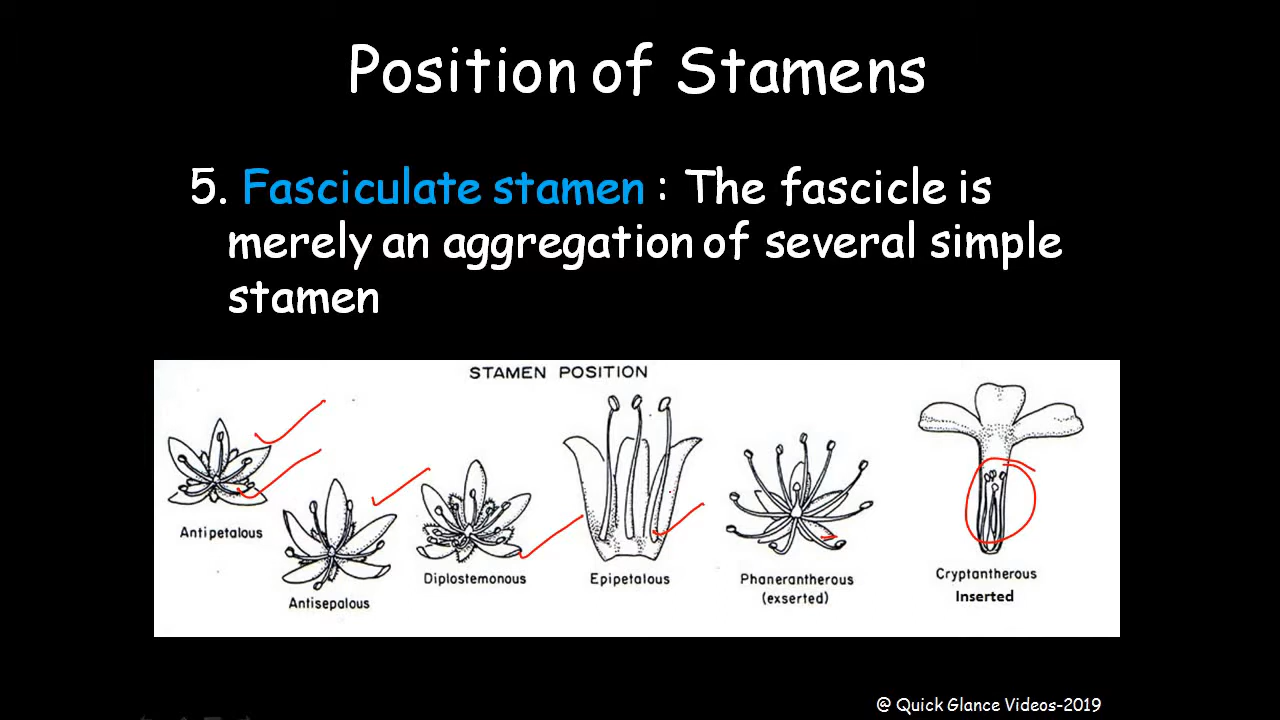 Position of Stamens
5. Fasciculate stamen : The fascicle is
merely an aggregation of several simple
stamen
STAMEN POSITION
Antipetalous
Antisepalous
Diplostemonous
Epipetalous
Phanerantherous
(exserted)
Cryptantherous
Inserted
@ Quick Glance Videos-2019